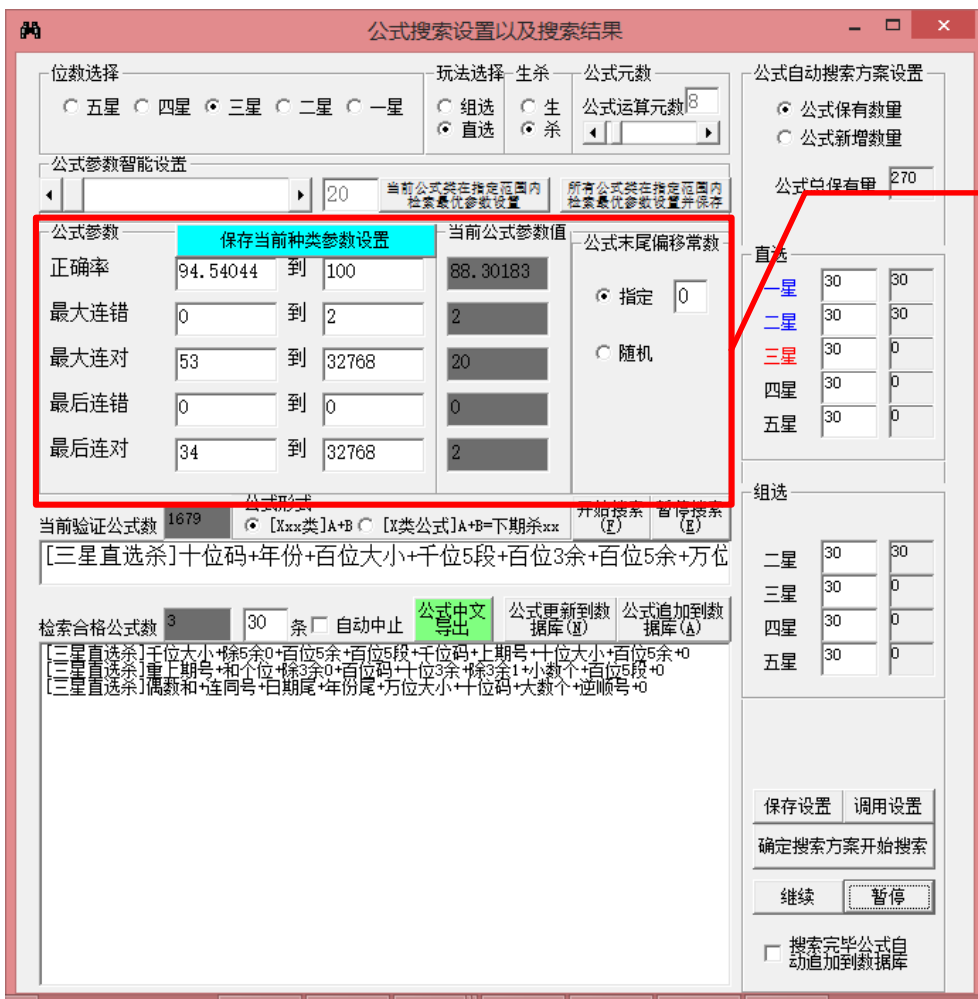 公式搜索设置以及搜索结果
位数选择
五星 四星 三星 二星 一星
玩法选择
组选
直选
生杀
生
杀
公式元数
公式运算元数 8
公式自动搜索方案设置
公式保有数量
公式新增数量
公式总保有量 270
公式参数智能设置
20
当前公式类在指定范围内
检索最优参数设置
所有公式类在指定范围内
检索最优参数设置并保存
公式参数
保存当前种类参数设置
当前公式参数值
正确率 94.54044 到 100 88.30183
最大连错 0 到 2 2
最大连对 53 到 32768 20
最后连错 0 到 0 0
最后连对 34 到 32768 2
公式末尾偏移常数
指定 0
随机
直选
一星 30 30
二星 30 30
三星 30 0
四星 30 0
五星 30 0
当前验证公式数 1679
公式形式
[Xxx类]A+B [X类公式]A+B=下期杀xx
开始搜索
(F)
暂停搜索
(E)
[三星直选杀]十位码+年份+百位大小+千位5段+百位3余+百位5余+万位
组选
二星 30 30
三星 30 0
四星 30 0
五星 30 0
检索合格公式数 3 30 条 自动中止
公式中文
导出
公式更新到数
据库(N)
公式追加到数
据库(A)
[三星直选杀]千位大小+除5余0+百位5余+百位5段+千位码+上期号+十位大小+百位5余+0
[三星直选杀]重上期号+和个位+除3余0+百位码+十位3余+除3余1+小数个+百位5段+0
[三星直选杀]偶数和+连同号+日期尾+年份尾+万位大小+十位码+大数个+逆顺号+0
保存设置 调用设置
确定搜索方案开始搜索
继续 暂停
搜索完毕公式自
动追加到数据库